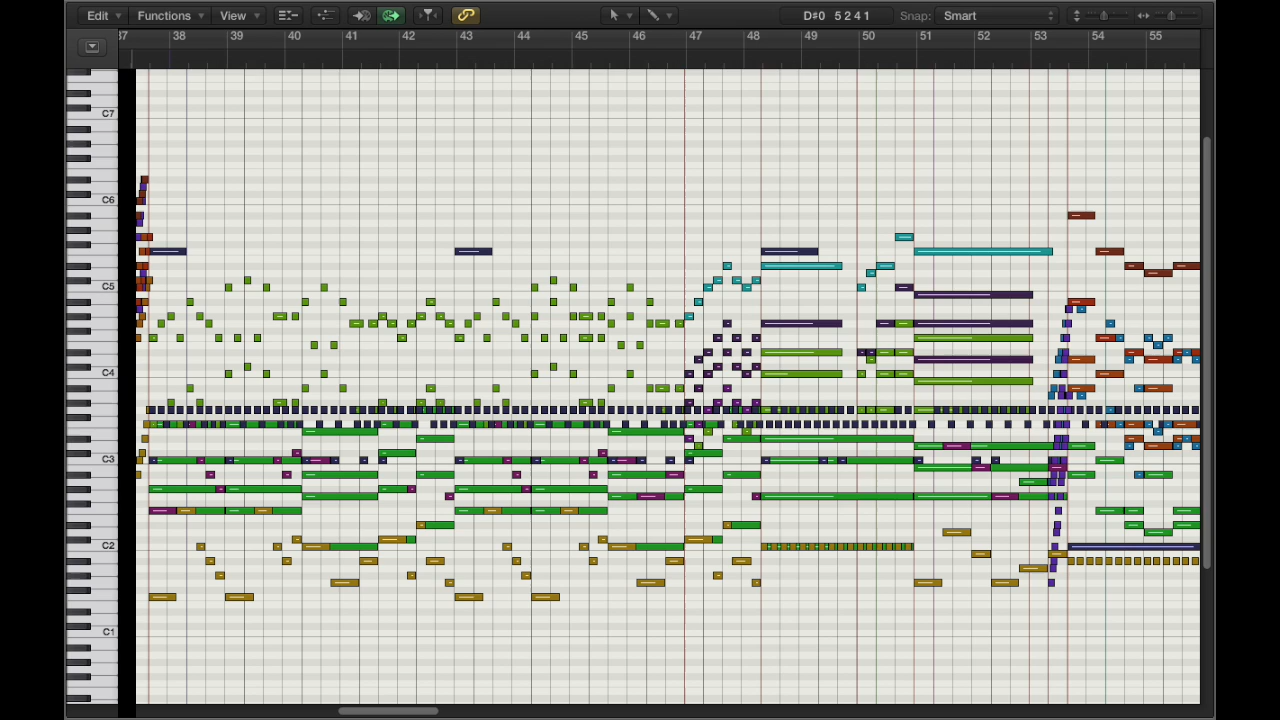 Edit Functions View D#0 5 2 4 1 Snap: Smart
37 38 39 40 41 42 43 44 45 46 47 48 49 50 51 52 53 54 55
C7
C6
C5
C4
C3
C2
C1